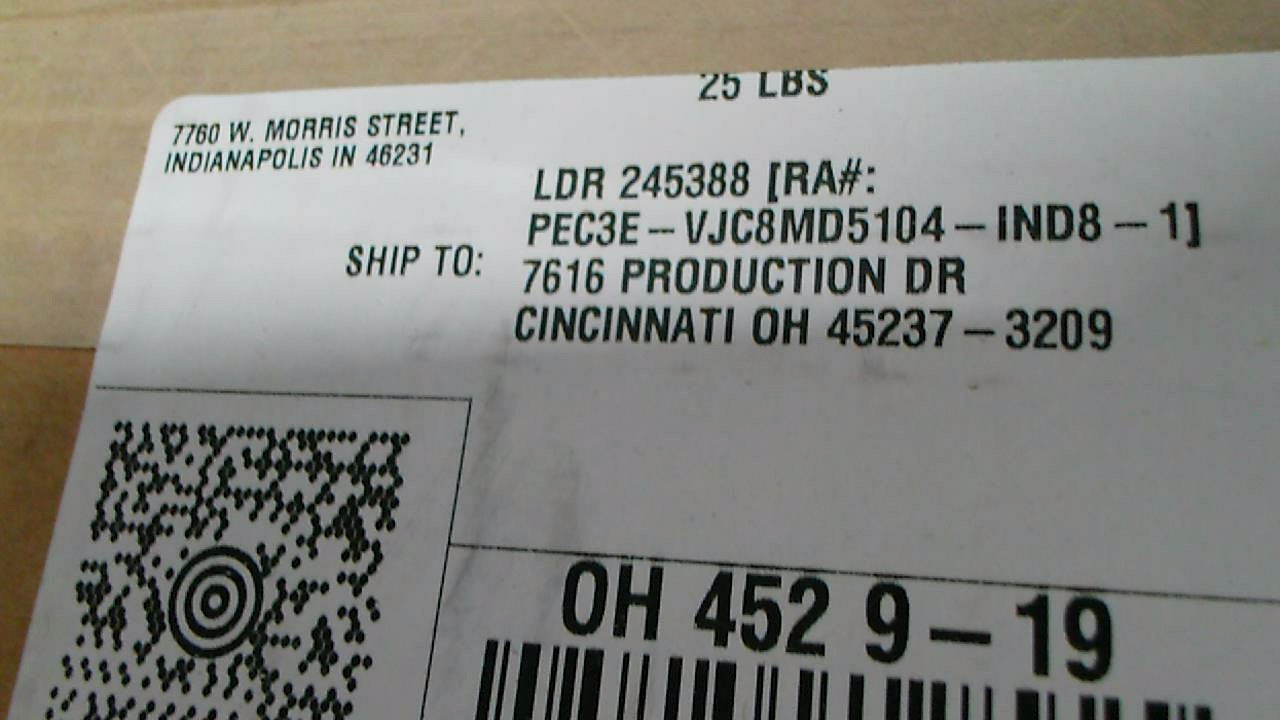 25 LBS
7760 W. MORRIS STREET,
INDIANAPOLIS IN 46231
LDR 245388 [RA#:
PEC3E-VJC8MD5104-IND8-1]
SHIP TO: 7616 PRODUCTION DR
CINCINNATI OH 45237-3209
OH 452 9-19